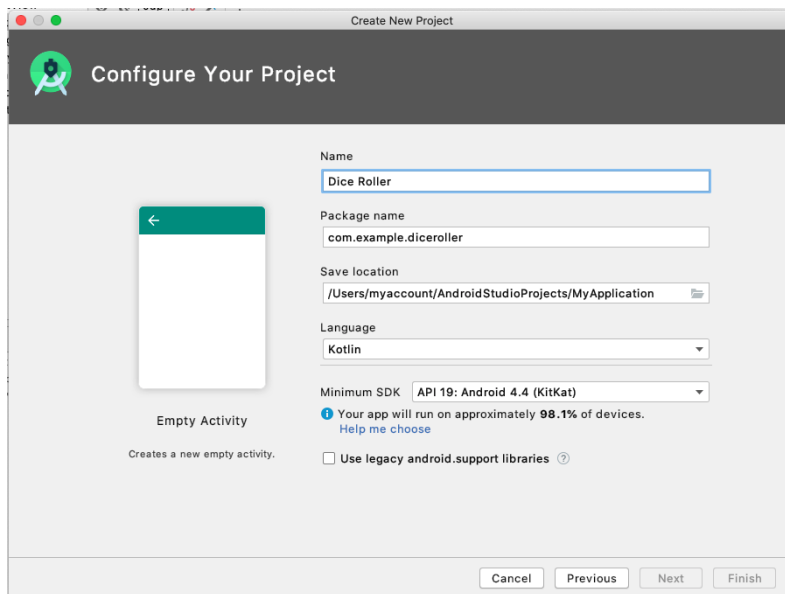 Create New Project
Configure Your Project
Name
Dice Roller
Package name
com.example.diceroller
Save location
/Users/myaccount/AndroidStudioProjects/MyApplication
Language
Kotlin
Minimum SDK API 19: Android 4.4 (KitKat)
Your app will run on approximately 98.1% of devices.
Help me choose
Use legacy android.support libraries ?
Empty Activity
Creates a new empty activity.
Cancel Previous Next Finish